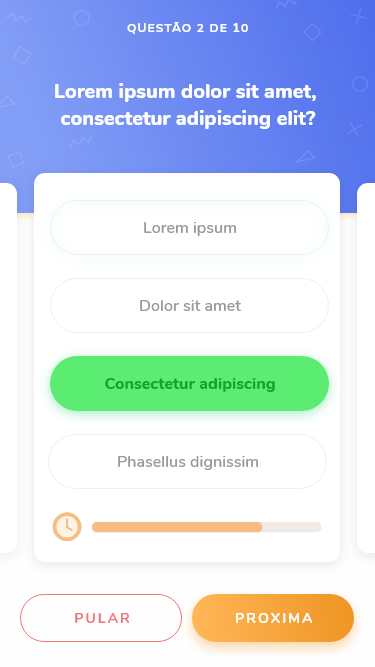 QUESTÃO 2 DE 10
Lorem ipsum dolor sit amet,
consectetur adipiscing elit?
Lorem ipsum
Dolor sit amet
Consectetur adipiscing
Phasellus dignissim
PULAR
PROXIMA